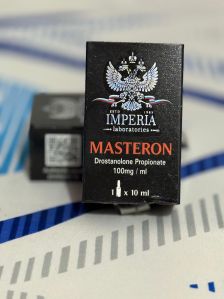 IMPERIA
laboratories
MASTERON
Drostanolone Propionate
100mg / ml
1 x 10 ml